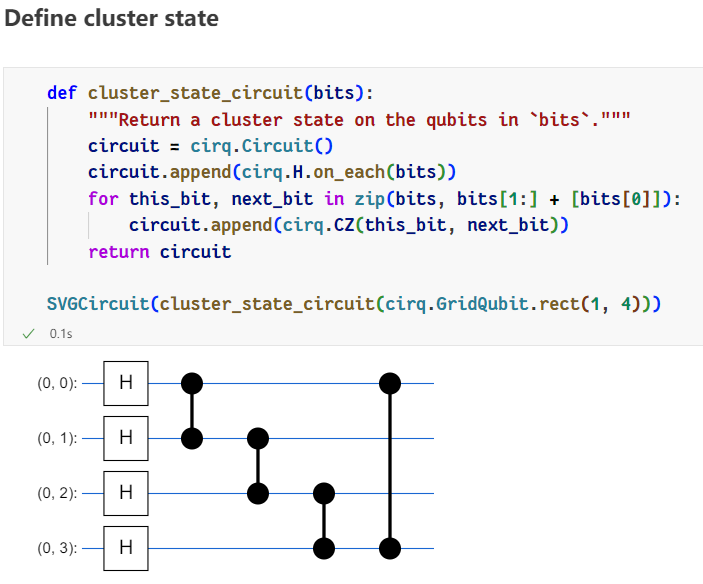 Define cluster state
def cluster_state_circuit(bits):
"""Return a cluster state on the qubits in `bits`."""
circuit = cirq.Circuit()
circuit.append(cirq.H.on_each(bits))
for this_bit, next_bit in zip(bits, bits[1:] + [bits[0]]):
circuit.append(cirq.CZ(this_bit, next_bit))
return circuit
SVGCircuit(cluster_state_circuit(cirq.GridQubit.rect(1, 4)))
0.1s
(0, 0): H
(0, 1): H
(0, 2): H
(0, 3): H